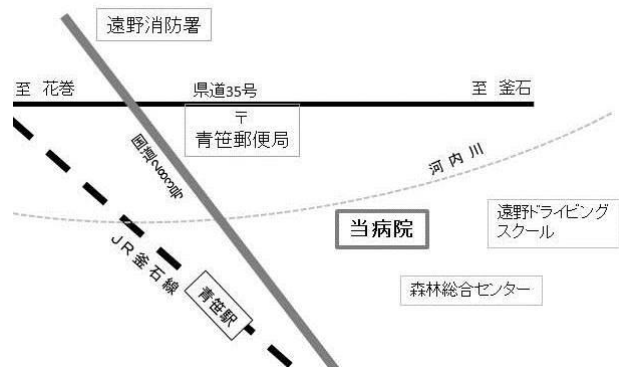 遠野消防署
至 花巻
県道35号
至 釜石
〒
青笹郵便局
国道283号
河内川
当病院
遠野ドライビング
スクール
JR釜石線
青笹駅
森林総合センター